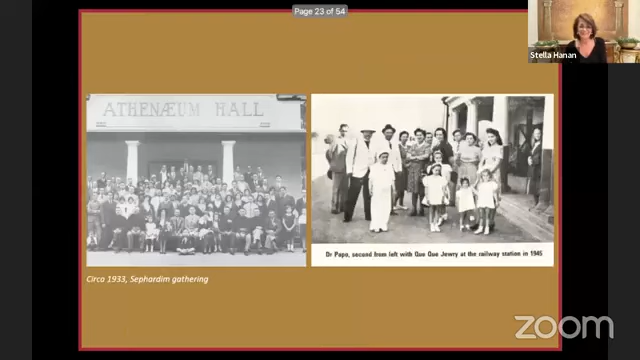 Page 23 of 54
Stella Hanan
ATHENÆUM HALL
Dr Papo, second from left with Que Que Jewry at the railway station in 1945
Circa 1933, Sephardim gathering
zoom